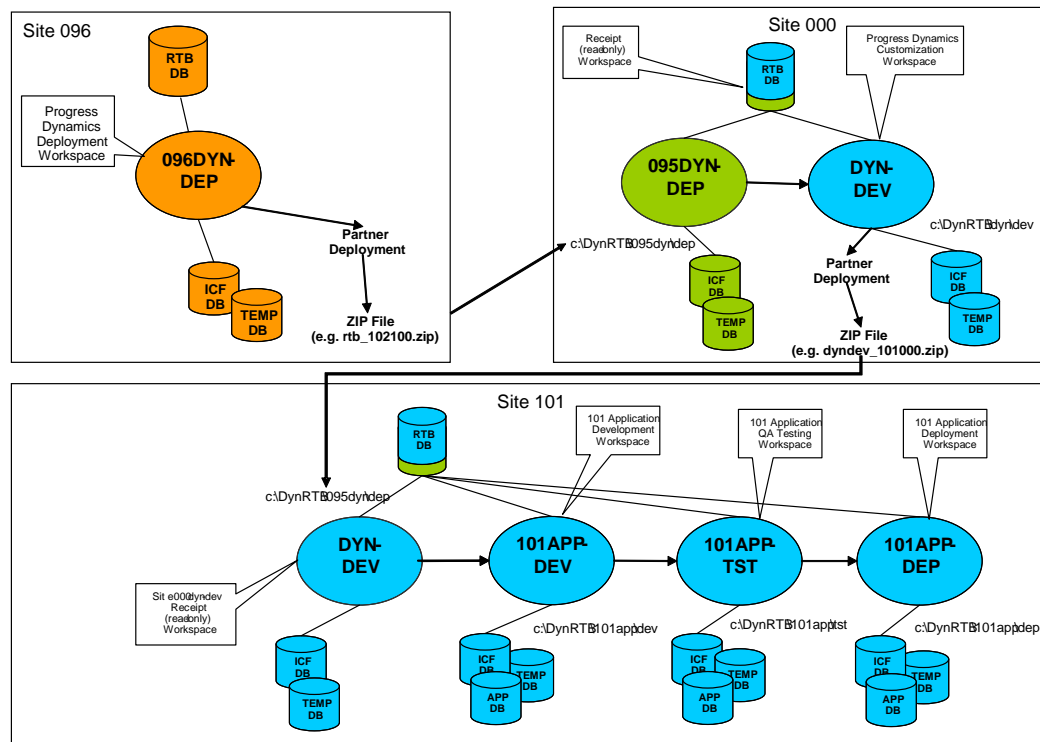 Site 096
RTB
DB
Progress
Dynamics
Deployment
Workspace
096DYN-
DEP
Partner
Deployment
ICF
DB
TEMP
DB
ZIP File
(e.g. rtb_102100.zip)
Site 000
Receipt
(readonly)
Workspace
RTB
DB
Progress Dynamics
Customization
Workspace
095DYN-
DEP
DYN-
DEV
c:\DynRTB\095dyn\dep
c:\DynRTB\dyn\dev
Partner
Deployment
ICF
DB
TEMP
DB
ICF
DB
TEMP
DB
ZIP File
(e.g. dyndev_101000.zip)
Site 101
RTB
DB
101 Application
Development
Workspace
101 Application
QA Testing
Workspace
101 Application
Deployment
Workspace
c:\DynRTB\095dyn\dep
DYN-
DEV
101APP-
DEV
101APP-
TST
101APP-
DEP
Sit e000dyndev
Receipt
(readonly)
Workspace
c:\DynRTB\101app\dev
c:\DynRTB\101app\tst
c:\DynRTB\101app\dep
ICF
DB
TEMP
DB
ICF
DB
TEMP
DB
APP
DB
ICF
DB
TEMP
DB
APP
DB
ICF
DB
TEMP
DB
APP
DB